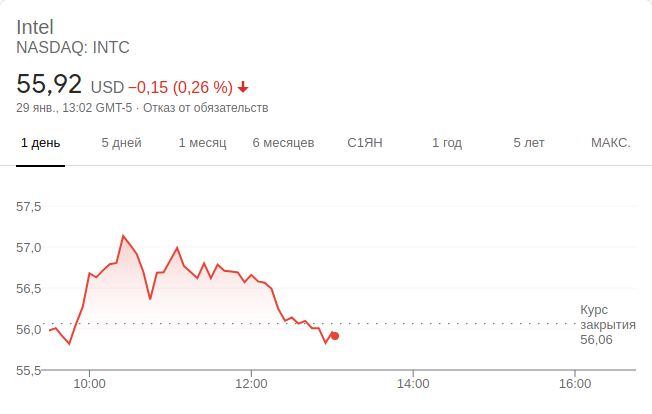 Intel
NASDAQ: INTC
55,92 USD −0,15 (0,26 %)
29 янв., 13:02 GMT-5 · Отказ от обязательств
1 день 5 дней 1 месяц 6 месяцев С1ЯН 1 год 5 лет МАКС.
57,5
57,0
56,5
56,0
55,5
Курс
закрытия
56,06
10:00 12:00 14:00 16:00